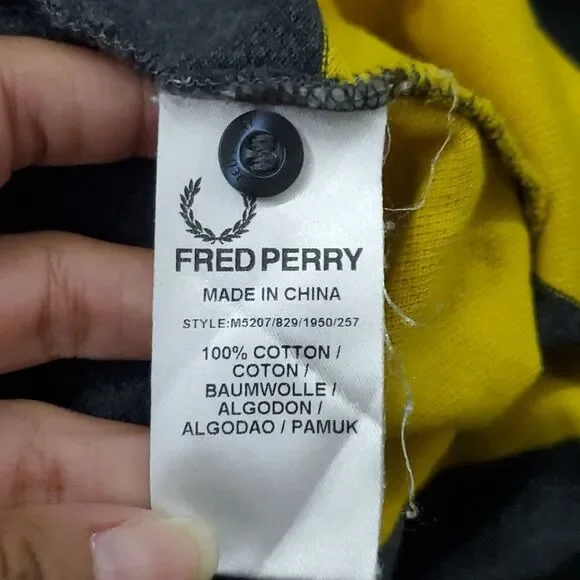 FRED PERRY
MADE IN CHINA
STYLE:M5207/829/1950/257
100% COTTON /
COTON /
BAUMWOLLE /
ALGODON /
ALGODAO / PAMUK